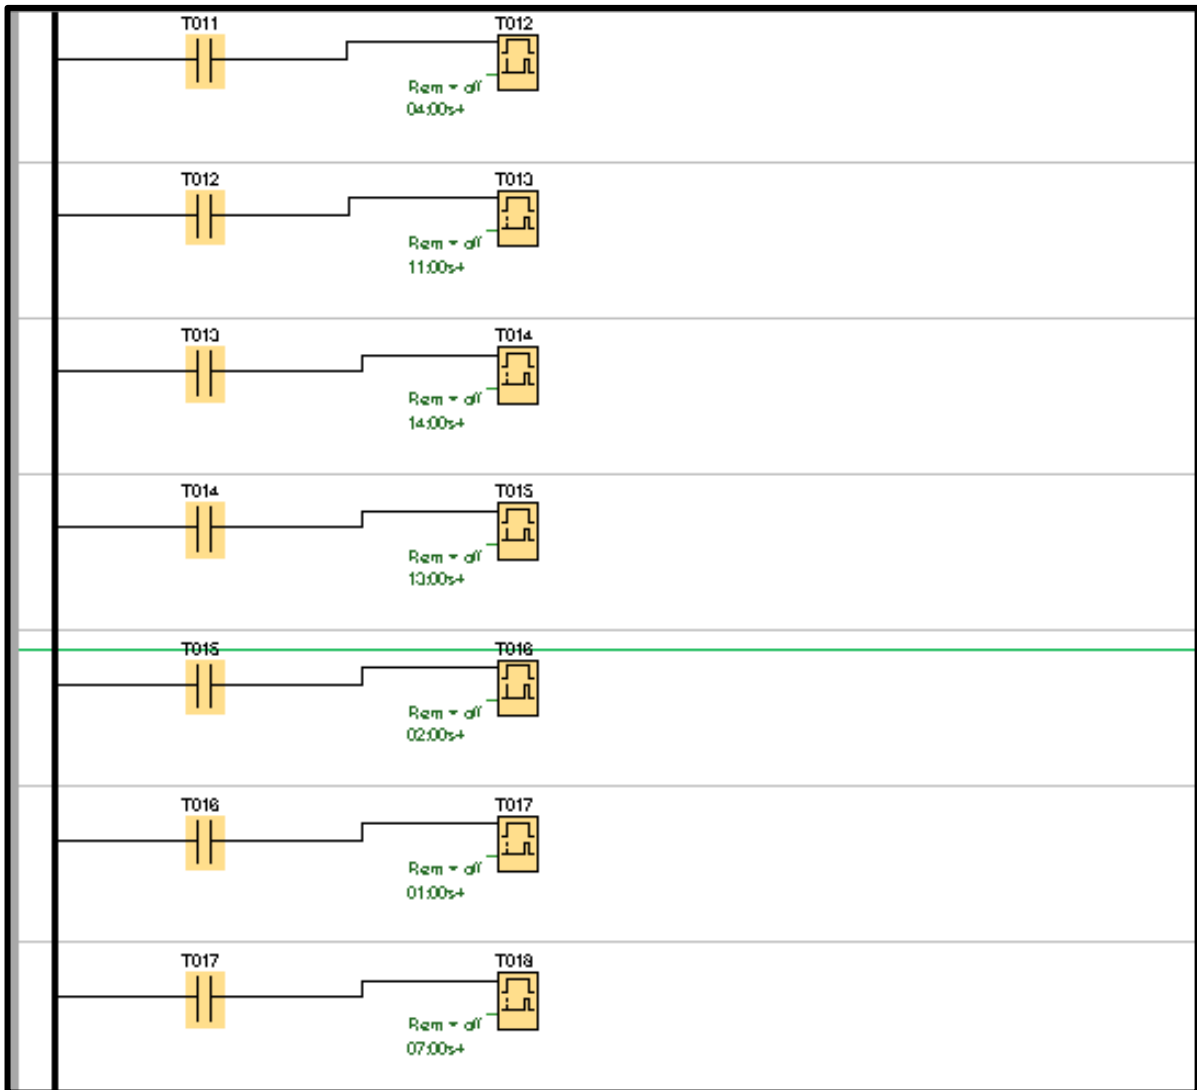 T011 T012
Rem = off
04:00s+
T012 T013
Rem = off
11:00s+
T013 T014
Rem = off
14:00s+
T014 T015
Rem = off
13:00s+
T015 T016
Rem = off
02:00s+
T016 T017
Rem = off
01:00s+
T017 T018
Rem = off
07:00s+